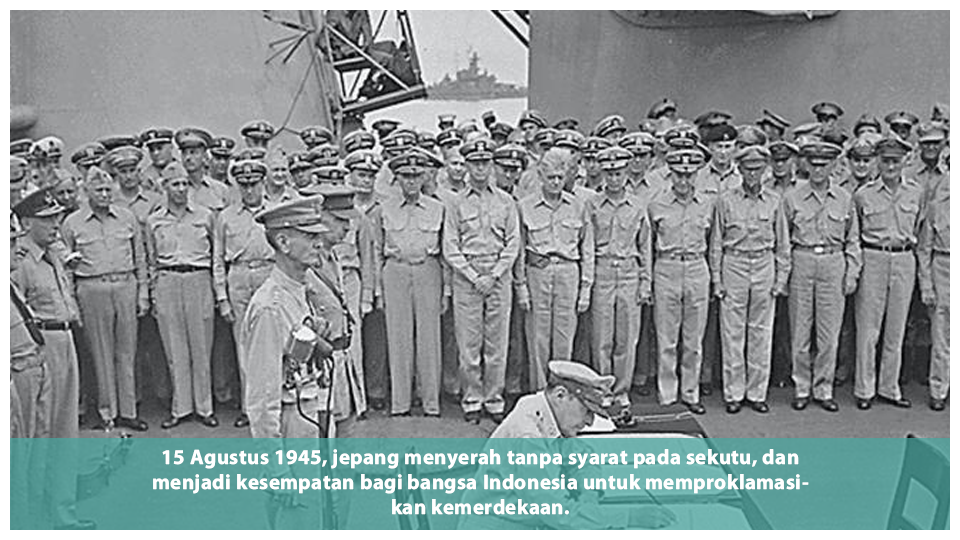 15 Agustus 1945, jepang menyerah tanpa syarat pada sekutu, dan
menjadi kesempatan bagi bangsa Indonesia untuk memproklamasi-
kan kemerdekaan.